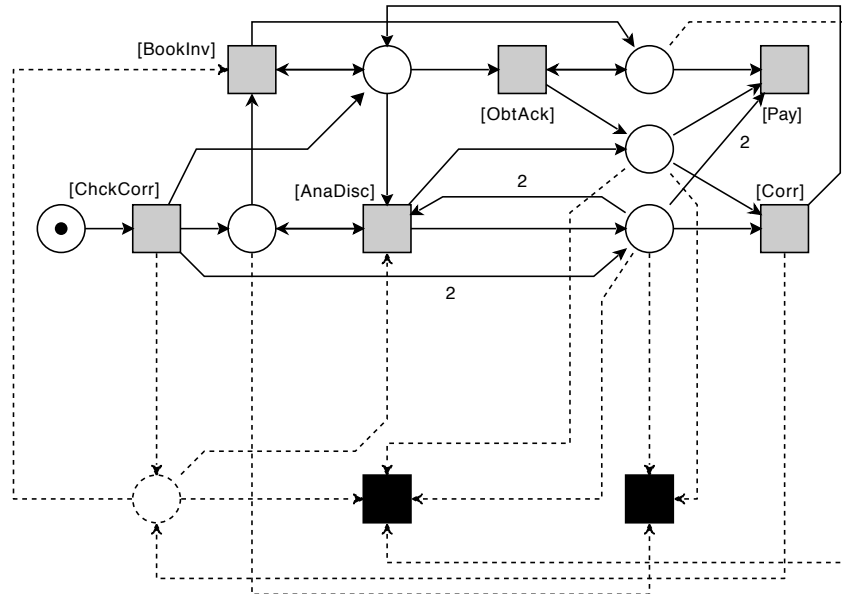 [BookInv]
[ObtAck]
[Pay]
2
[ChckCorr]
[AnaDisc]
2
[Corr]
2